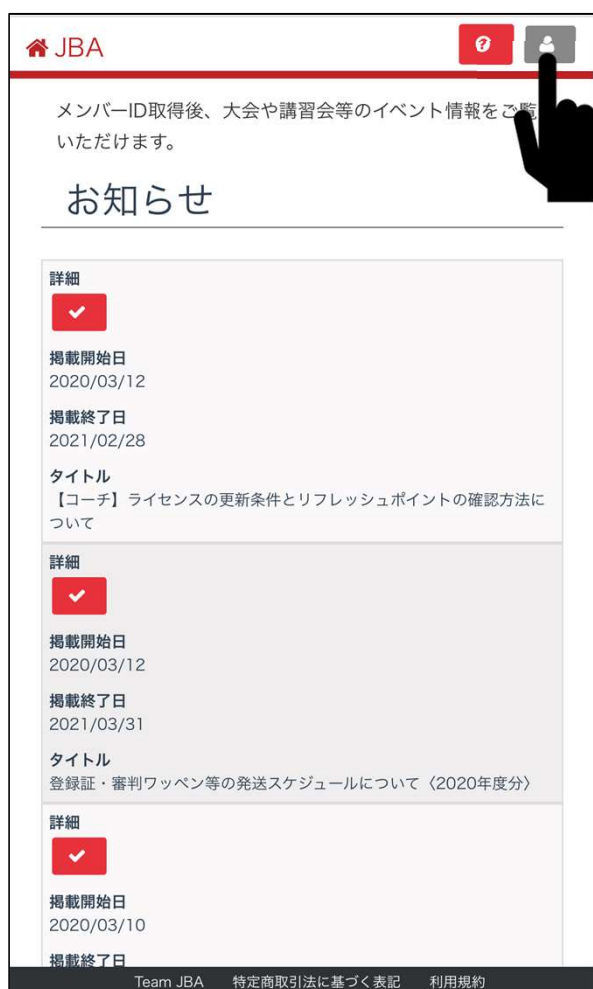 JBA
メンバーID取得後、大会や講習会等のイベント情報をご覧
いただけます。
お知らせ
詳細
掲載開始日
2020/03/12
掲載終了日
2021/02/28
タイトル
【コーチ】ライセンスの更新条件とリフレッシュポイントの確認方法に
ついて
詳細
掲載開始日
2020/03/12
掲載終了日
2021/03/31
タイトル
登録証・審判ワッペン等の発送スケジュールについて〈2020年度分〉
詳細
掲載開始日
2020/03/10
掲載終了日
Team JBA 特定商取引法に基づく表記 利用規約